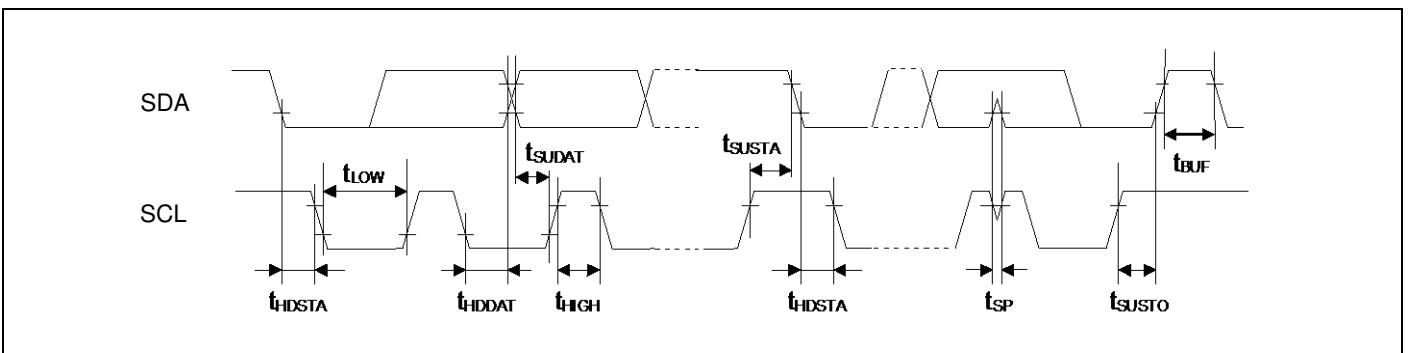 SDA
tSUDAT
tSUSTA
tBUF
tLOW
SCL
tHDSTA
tHDDAT
tHIGH
tHDSTA
tSP
tSUSTO